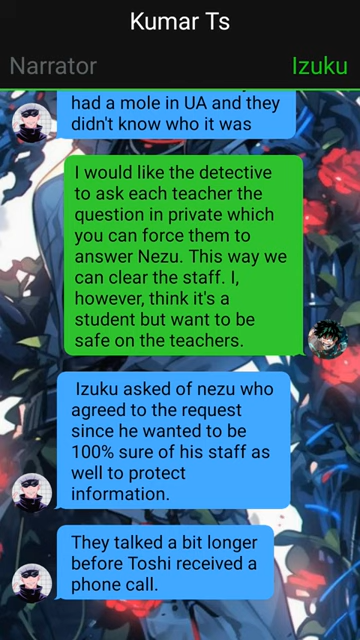 Kumar Ts
Narrator Izuku
had a mole in UA and they
didn't know who it was
I would like the detective
to ask each teacher the
question in private which
you can force them to
answer Nezu. This way we
can clear the staff. I,
however, think it's a
student but want to be
safe on the teachers.
Izuku asked of nezu who
agreed to the request
since he wanted to be
100% sure of his staff as
well to protect
information.
They talked a bit longer
before Toshi received a
phone call.